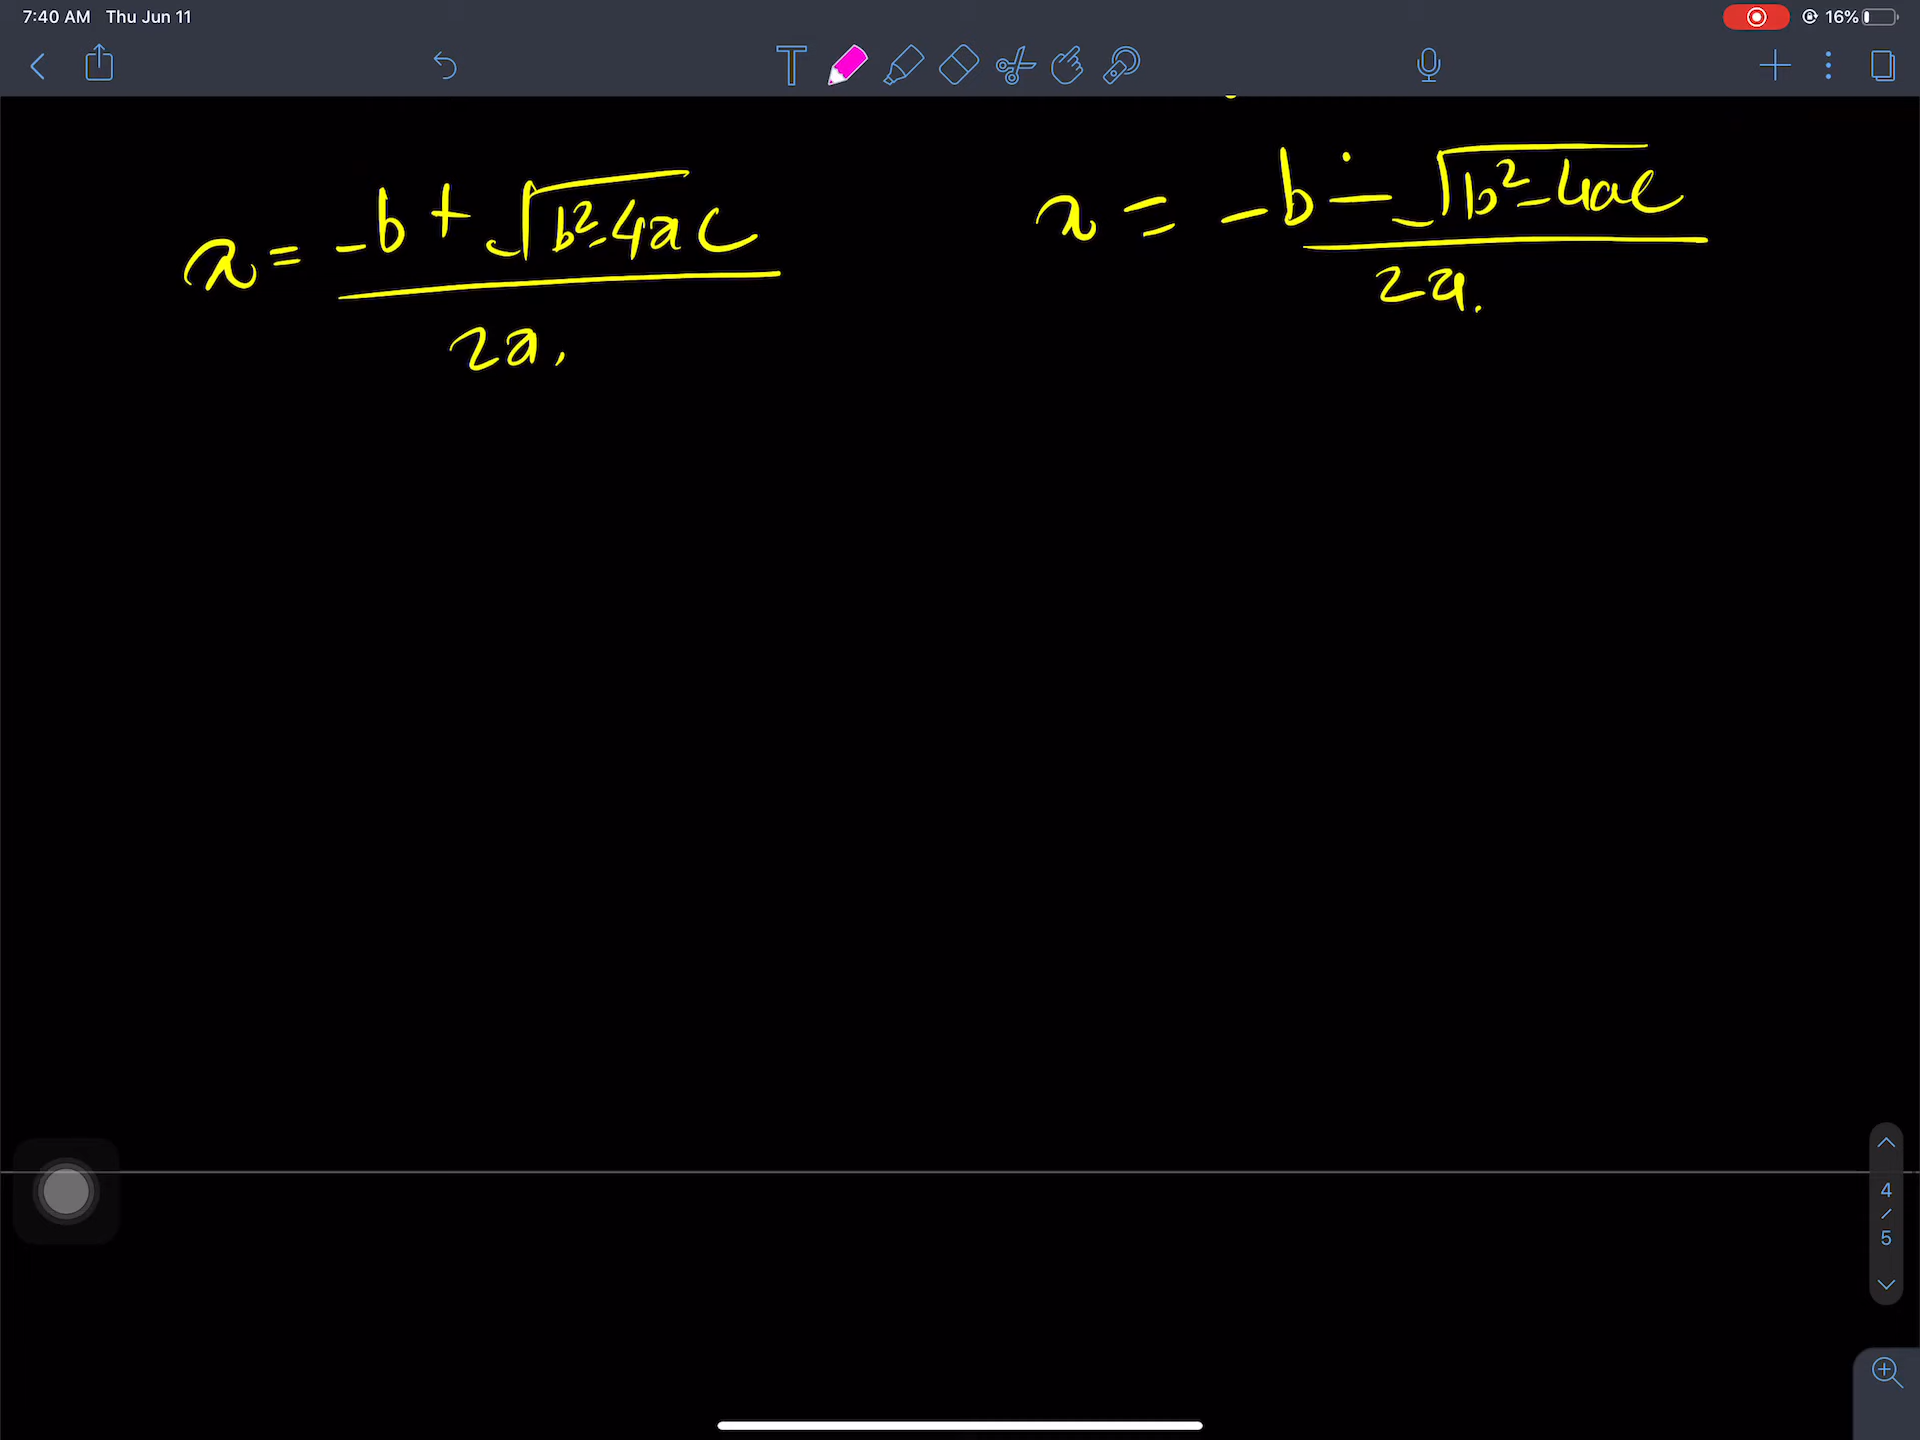 7:40 AM Thu Jun 11
16%
T
x = -b + √b²-4ac
2a,
x = -b - √b²-4ac
2a.
4
/
5